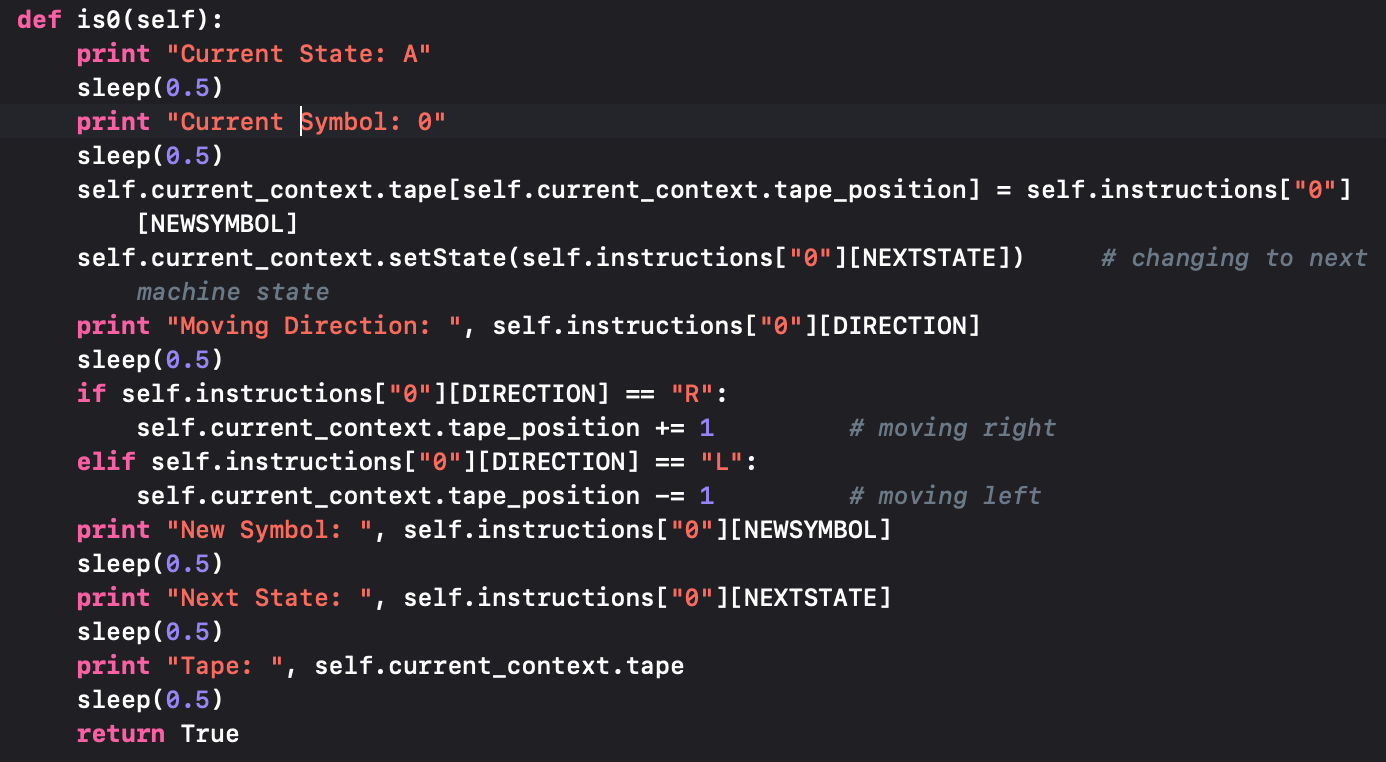 def is0(self):
    print "Current State: A"
    sleep(0.5)
    print "Current Symbol: 0"
    sleep(0.5)
    self.current_context.tape[self.current_context.tape_position] = self.instructions["0"]
        [NEWSYMBOL]
    self.current_context.setState(self.instructions["0"][NEXTSTATE])     # changing to next
        machine state
    print "Moving Direction: ", self.instructions["0"][DIRECTION]
    sleep(0.5)
    if self.instructions["0"][DIRECTION] == "R":
        self.current_context.tape_position += 1         # moving right
    elif self.instructions["0"][DIRECTION] == "L":
        self.current_context.tape_position -= 1         # moving left
    print "New Symbol: ", self.instructions["0"][NEWSYMBOL]
    sleep(0.5)
    print "Next State: ", self.instructions["0"][NEXTSTATE]
    sleep(0.5)
    print "Tape: ", self.current_context.tape
    sleep(0.5)
    return True